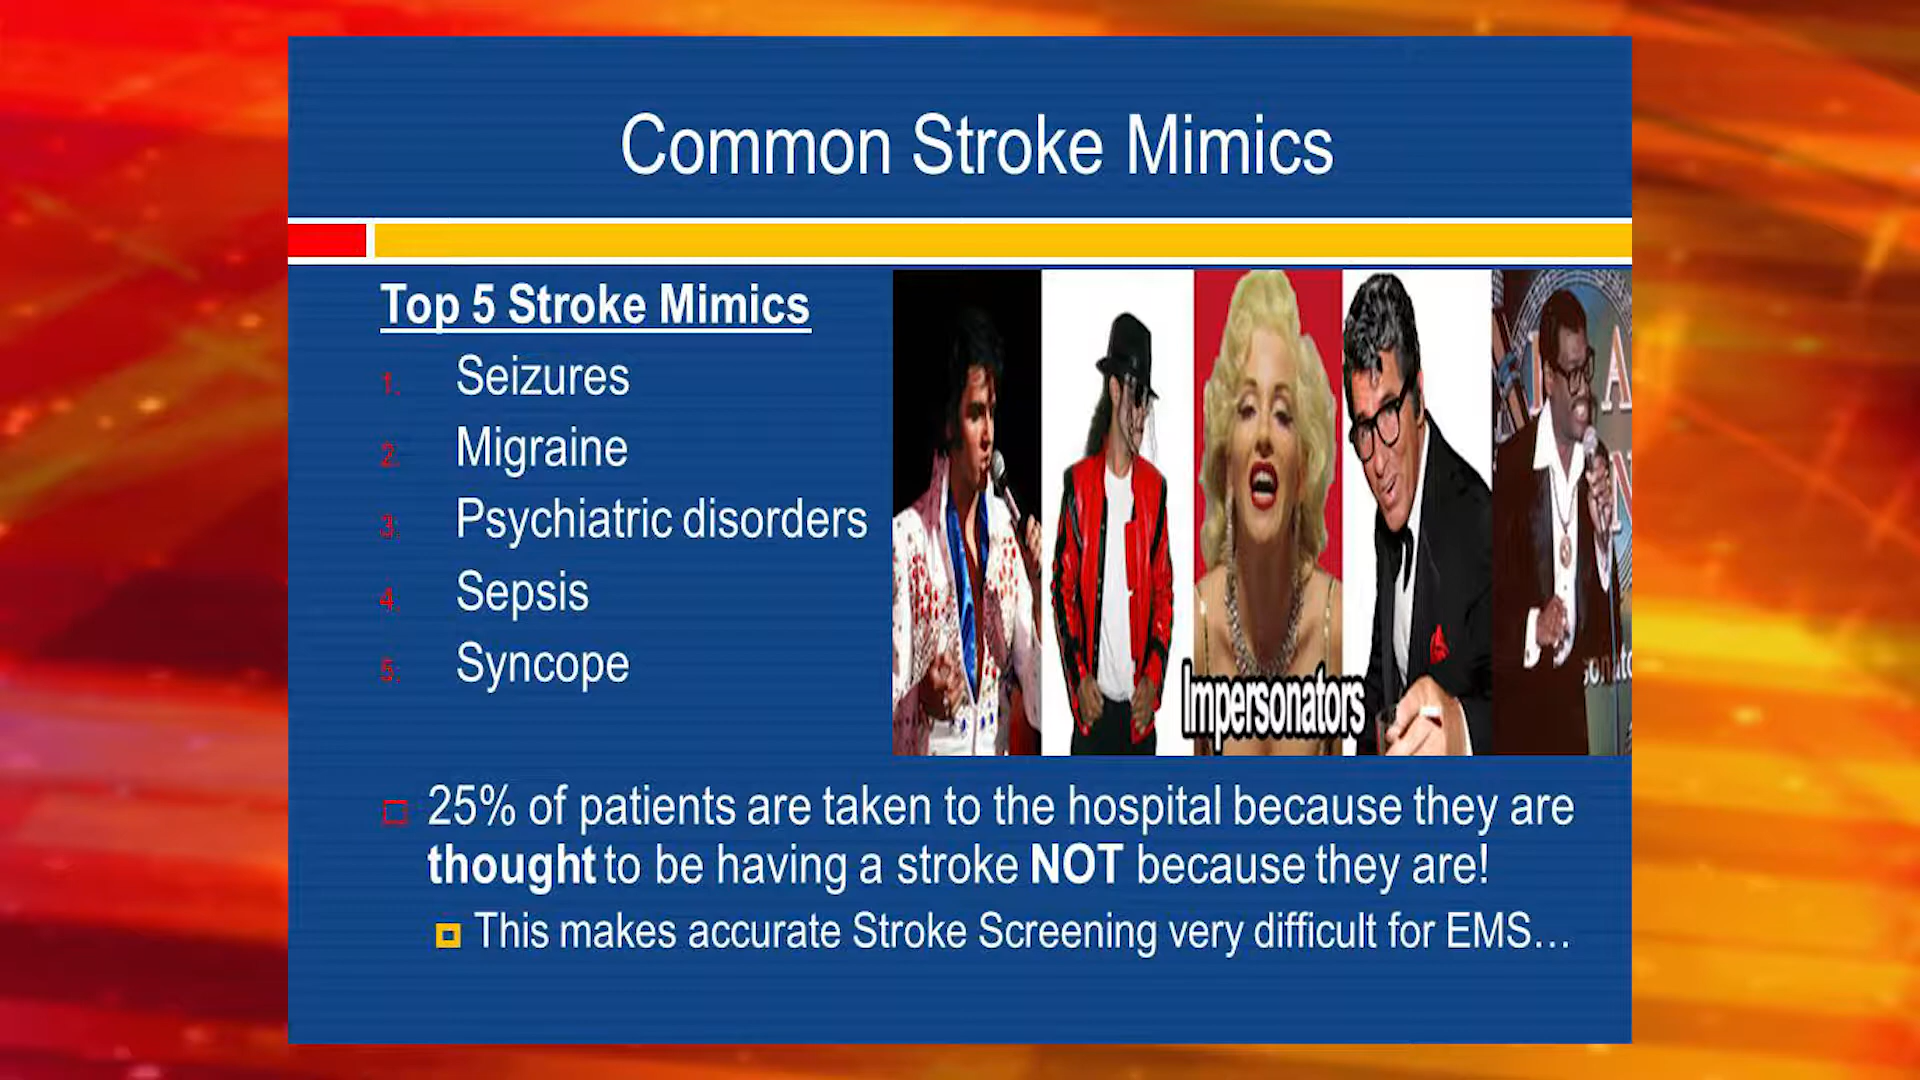 Common Stroke Mimics
Top 5 Stroke Mimics
1. Seizures
2. Migraine
3. Psychiatric disorders
4. Sepsis
5. Syncope
Impersonators
25% of patients are taken to the hospital because they are
thought to be having a stroke NOT because they are!
This makes accurate Stroke Screening very difficult for EMS...